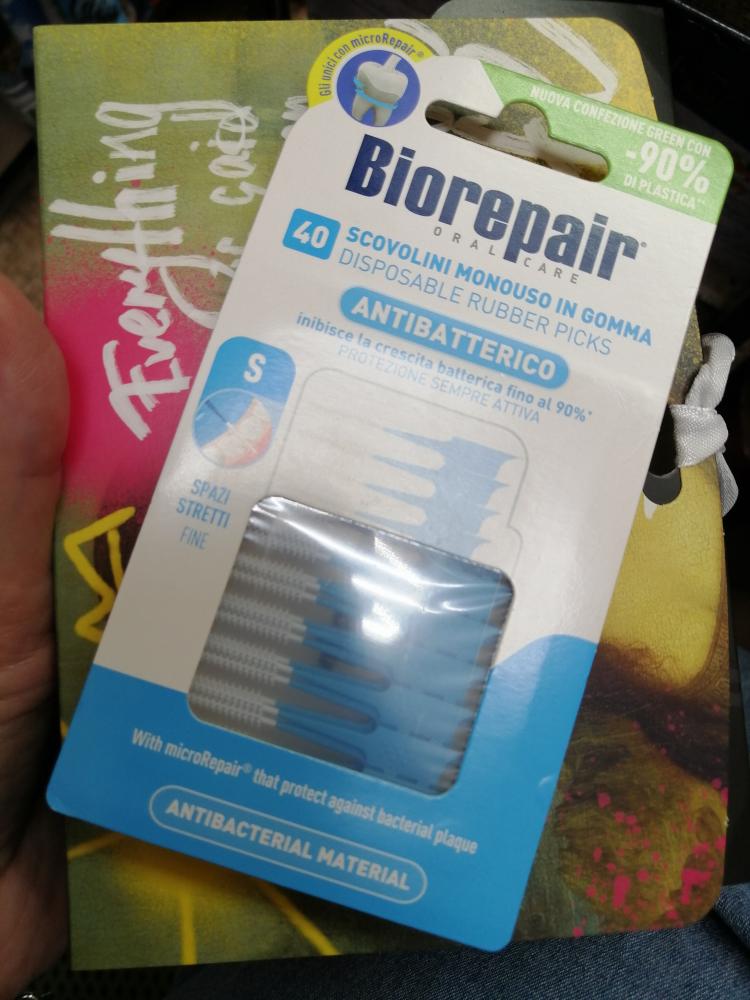 Gli unici con microRepair®
NUOVA CONFEZIONE GREEN CON
-90%
DI PLASTICA**
Biorepair®
ORAL CARE
40
SCOVOLINI MONOUSO IN GOMMA
DISPOSABLE RUBBER PICKS
ANTIBATTERICO
inibisce la crescita batterica fino al 90%*
PROTEZIONE SEMPRE ATTIVA
S
SPAZI
STRETTI
FINE
With microRepair® that protect against bacterial plaque
ANTIBACTERIAL MATERIAL
Everything
is said